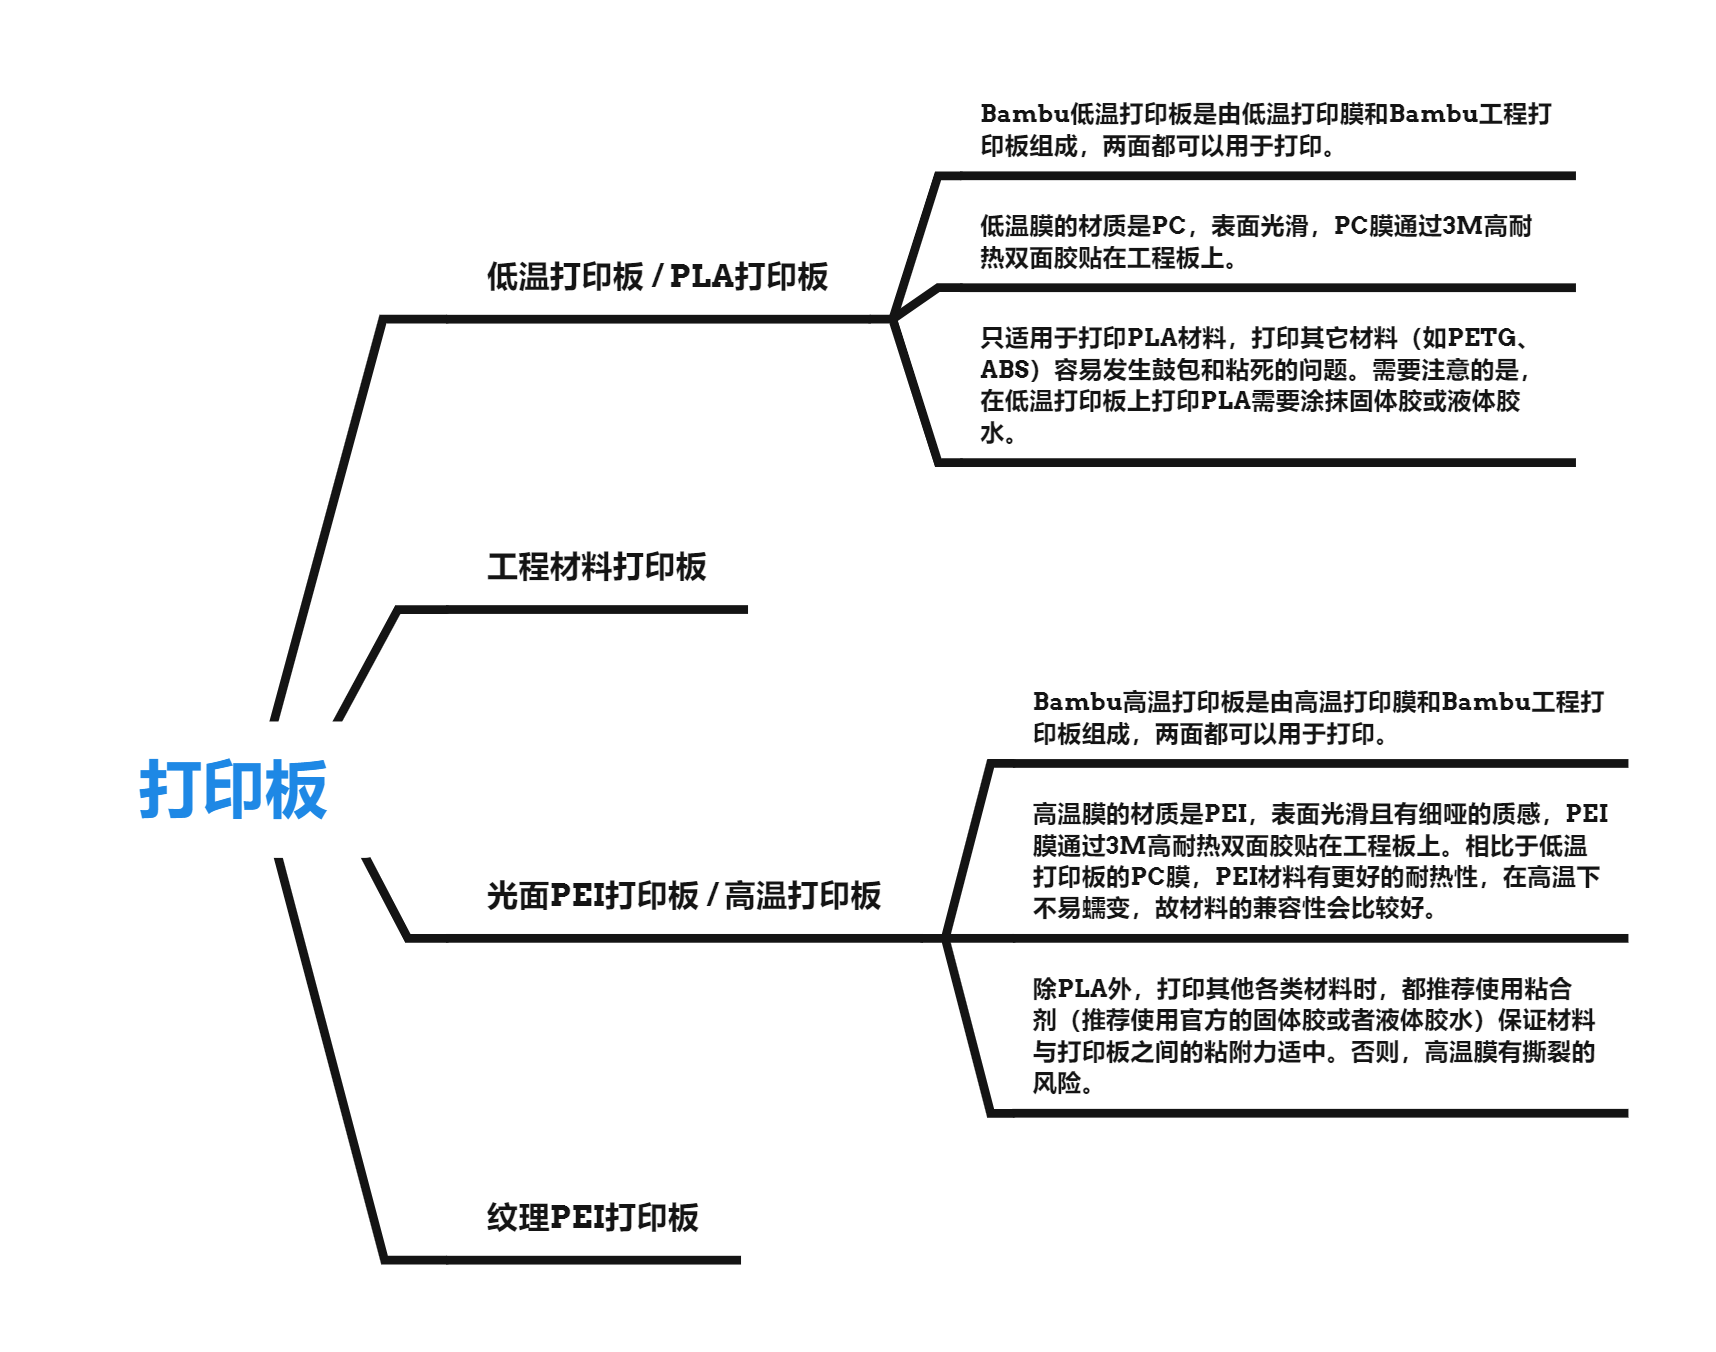 Bambu低温打印板是由低温打印膜和Bambu工程打
印板组成，两面都可以用于打印。
低温膜的材质是PC，表面光滑，PC膜通过3M高耐
热双面胶贴在工程板上。
低温打印板 / PLA打印板
只适用于打印PLA材料，打印其它材料（如PETG、
ABS）容易发生鼓包和粘死的问题。需要注意的是，
在低温打印板上打印PLA需要涂抹固体胶或液体胶
水。
工程材料打印板
打印板
Bambu高温打印板是由高温打印膜和Bambu工程打
印板组成，两面都可以用于打印。
高温膜的材质是PEI，表面光滑且有细哑的质感，PEI
膜通过3M高耐热双面胶贴在工程板上。相比于低温
打印板的PC膜，PEI材料有更好的耐热性，在高温下
不易蠕变，故材料的兼容性会比较好。
光面PEI打印板 / 高温打印板
除PLA外，打印其他各类材料时，都推荐使用粘合
剂（推荐使用官方的固体胶或者液体胶水）保证材料
与打印板之间的粘附力适中。否则，高温膜有撕裂的
风险。
纹理PEI打印板